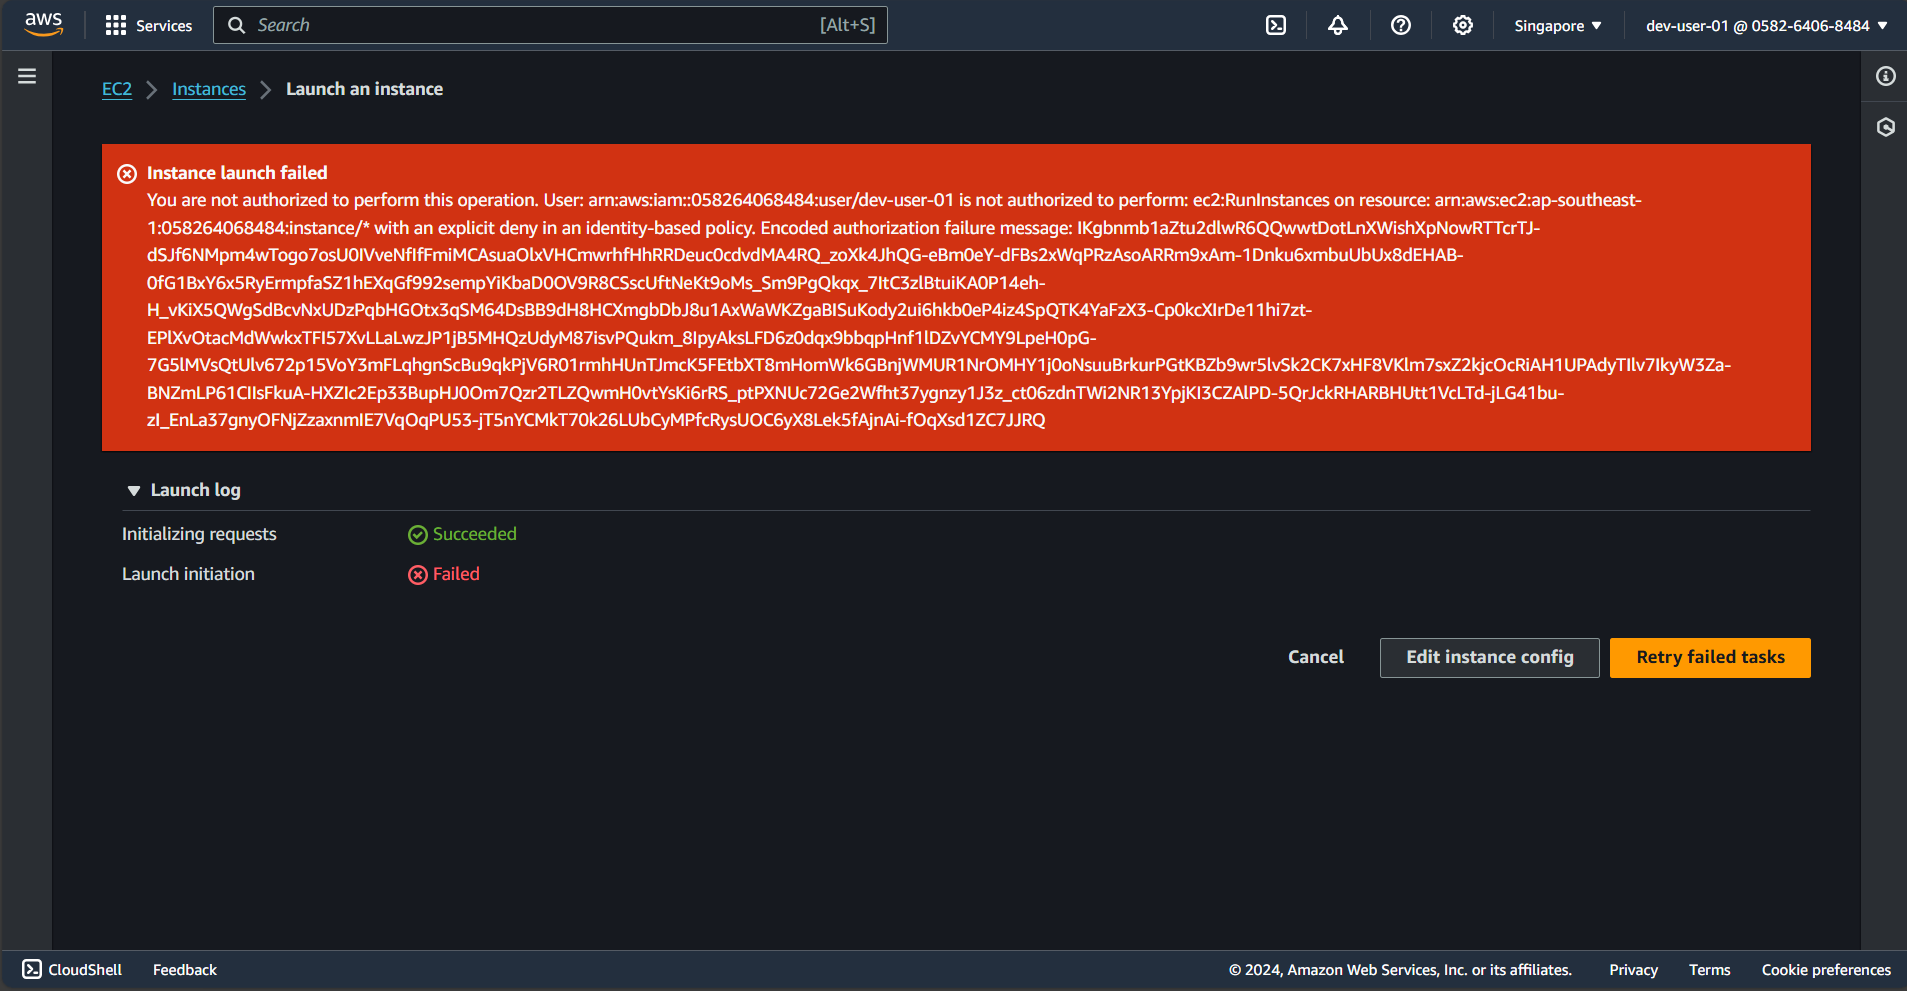 aws
Services
Search
[Alt+S]
Singapore
dev-user-01 @ 0582-6406-8484
EC2
Instances
Launch an instance
Instance launch failed
You are not authorized to perform this operation. User: arn:aws:iam::058264068484:user/dev-user-01 is not authorized to perform: ec2:RunInstances on resource: arn:aws:ec2:ap-southeast-
1:058264068484:instance/* with an explicit deny in an identity-based policy. Encoded authorization failure message: IKgbnmb1aZtu2dlwR6QQwwtDotLnXWishXpNowRTTcrTJ-
dSJf6NMpm4wTogo7osU0IVveNfIfFmiMCAsuaOlxVHCmwrhfHhRRDeuc0cdvdMA4RQ_zoXk4JhQG-eBm0eY-dFBs2xWqPRzAsoARRm9xAm-1Dnku6xmbuUbUx8dEHAB-
0fG1BxY6x5RyErmpfaSZ1hEXqGf992sempYiKbaD0OV9R8CSscUftNeKt9oMs_Sm9PgQkqx_7ItC3zlBtuiKA0P14eh-
H_vKiX5QWgSdBcvNxUDzPqbHGOtx3qSM64DsBB9dH8HCXmgbDbJ8u1AxWaWKZgaBISuKody2ui6hkb0eP4iz4SpQTK4YaFzX3-Cp0kcXIrDe11hi7zt-
EPlXvOtacMdWwkxTFI57XvLLaLwzJP1jB5MHQzUdyM87isvPQukm_8IpyAksLFD6z0dqx9bbqpHnf1lDZvYCMY9LpeH0pG-
7G5lMVsQtUlv672p15VoY3mFLqhgnScBu9qkPjV6R01rmhHUnTJmcK5FEtbXT8mHomWk6GBnjWMUR1NrOMHY1j0oNsuuBrkurPGtKBZb9wr5lvSk2CK7xHF8VKlm7sxZ2kjcOcRiAH1UPAdyTIlv7IkyW3Za-
BNZmLP61CIIsFkuA-HXZIc2Ep33BupHJ0Om7Qzr2TLZQwmH0vtYsKi6rRS_ptPXNUc72Ge2Wfht37ygnzy1J3z_ct06zdnTWi2NR13YpjKI3CZAlPD-5QrJckRHARBHUtt1VcLTd-jLG41bu-
zI_EnLa37gnyOFNjZzaxnmIE7VqOqPU53-jT5nYCMkT70k26LUbCyMPfcRysUOC6yX8Lek5fAjnAi-fOqXsd1ZC7JJRQ
Launch log
Initializing requests
Succeeded
Launch initiation
Failed
Cancel
Edit instance config
Retry failed tasks
CloudShell
Feedback
© 2024, Amazon Web Services, Inc. or its affiliates.
Privacy
Terms
Cookie preferences